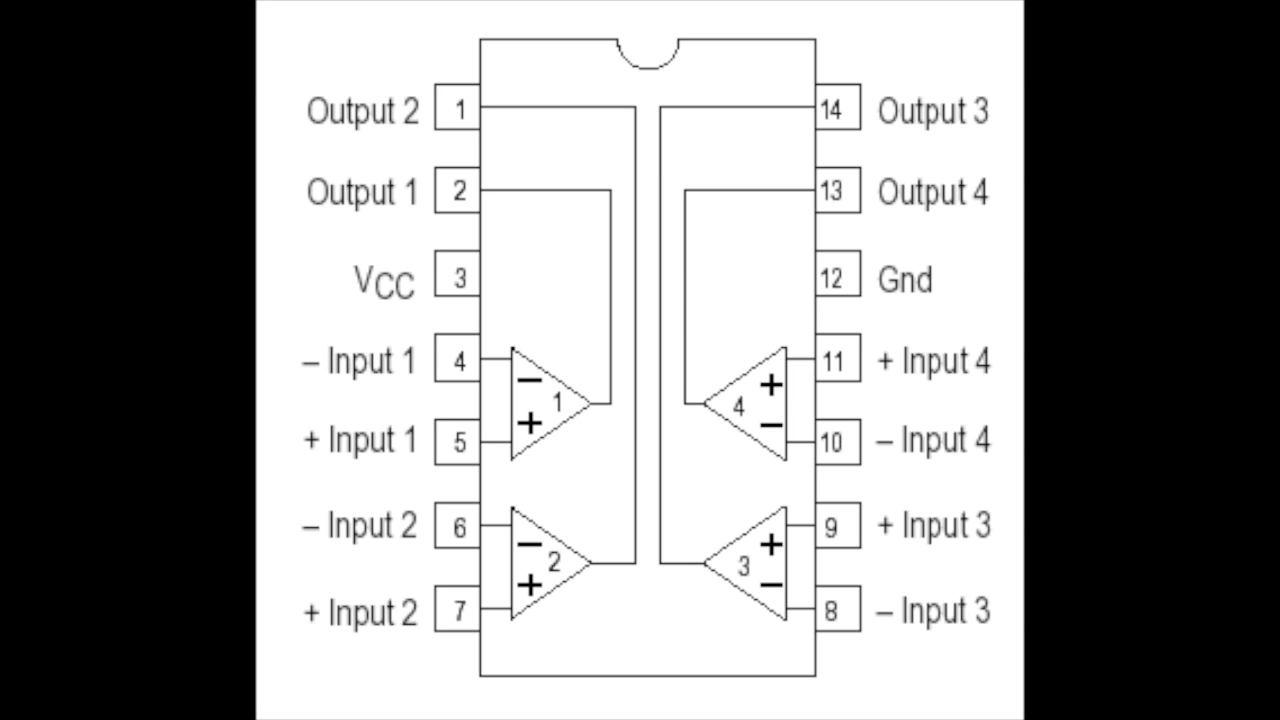 Output 2 1 14 Output 3
Output 1 2 13 Output 4
VCC 3 12 Gnd
– Input 1 4 11 + Input 4
– 1 4 +
+
–
+ Input 1 5 10 – Input 4
– Input 2 6 9 + Input 3
– 2 3 +
+
–
+ Input 2 7 8 – Input 3